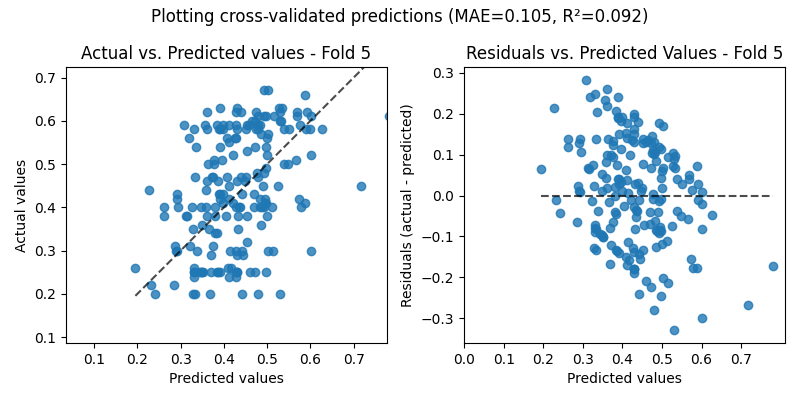 Plotting cross-validated predictions (MAE=0.105, R²=0.092)
Actual vs. Predicted values - Fold 5
Residuals vs. Predicted Values - Fold 5
Actual values
0.7
0.6
0.5
0.4
0.3
0.2
0.1
0.1 0.2 0.3 0.4 0.5 0.6 0.7
Predicted values
Residuals (actual - predicted)
0.3
0.2
0.1
0.0
−0.1
−0.2
−0.3
0.0 0.1 0.2 0.3 0.4 0.5 0.6 0.7
Predicted values